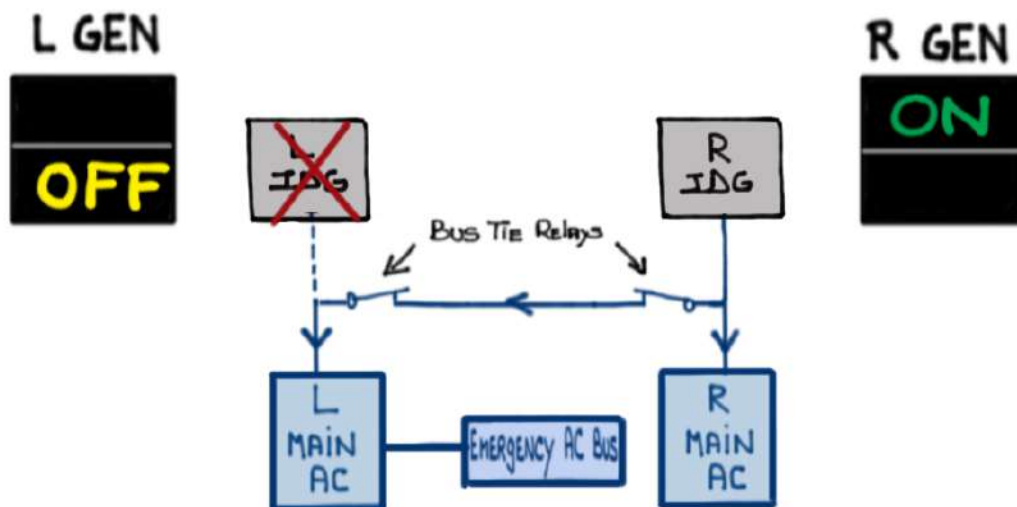 L GEN
OFF
R GEN
ON
L
IDG
R
IDG
BUS TIE RELAYS
L
MAIN
AC
EMERGENCY AC BUS
R
MAIN
AC